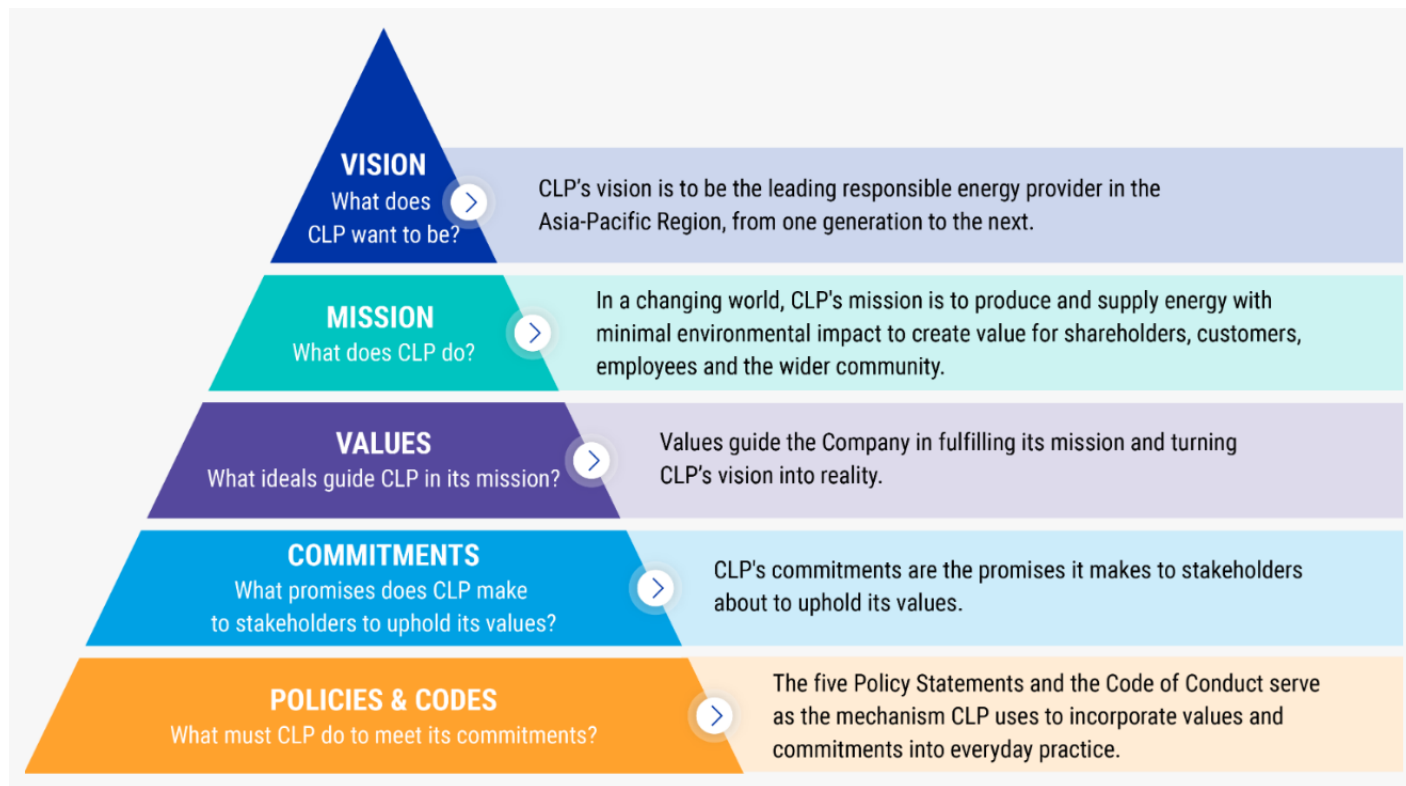 VISION
What does
CLP want to be?
CLP’s vision is to be the leading responsible energy provider in the
Asia-Pacific Region, from one generation to the next.
MISSION
What does CLP do?
In a changing world, CLP's mission is to produce and supply energy with
minimal environmental impact to create value for shareholders, customers,
employees and the wider community.
VALUES
What ideals guide CLP in its mission?
Values guide the Company in fulfilling its mission and turning
CLP’s vision into reality.
COMMITMENTS
What promises does CLP make
to stakeholders to uphold its values?
CLP's commitments are the promises it makes to stakeholders
about to uphold its values.
POLICIES & CODES
What must CLP do to meet its commitments?
The five Policy Statements and the Code of Conduct serve
as the mechanism CLP uses to incorporate values and
commitments into everyday practice.